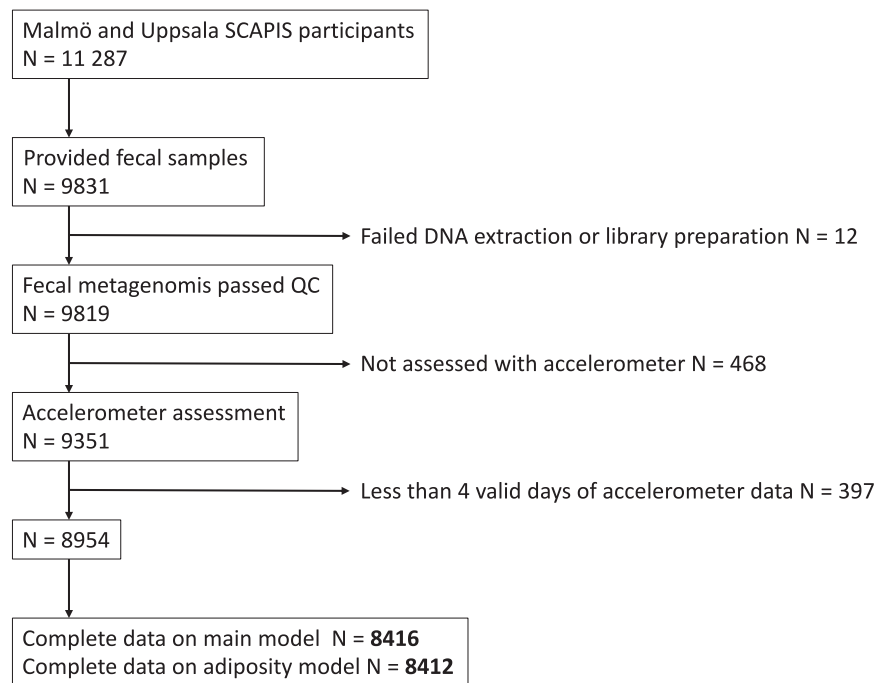 Malmö and Uppsala SCAPIS participants
N = 11 287
Provided fecal samples
N = 9831
Failed DNA extraction or library preparation N = 12
Fecal metagenomis passed QC
N = 9819
Not assessed with accelerometer N = 468
Accelerometer assessment
N = 9351
Less than 4 valid days of accelerometer data N = 397
N = 8954
Complete data on main model N = 8416
Complete data on adiposity model N = 8412